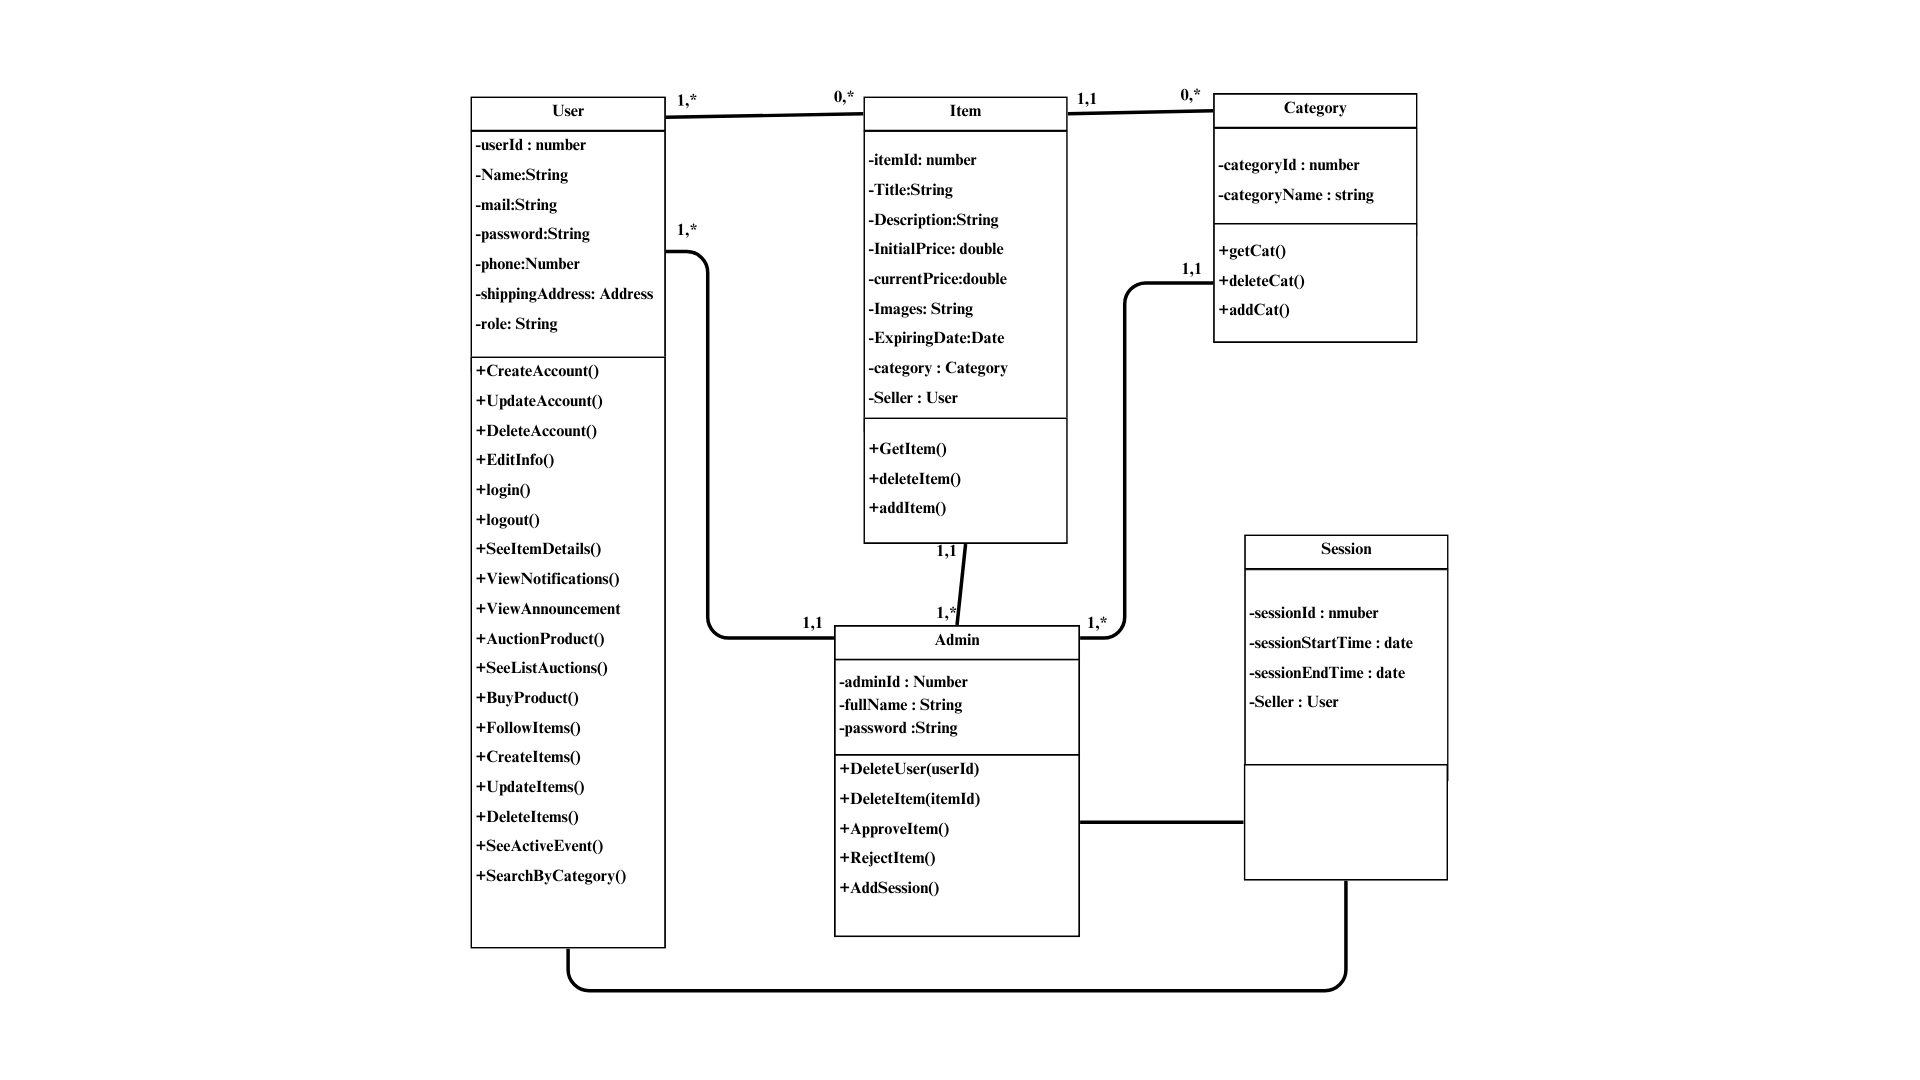 User
-userId : number
-Name:String
-mail:String
-password:String
-phone:Number
-shippingAddress: Address
-role: String
+CreateAccount()
+UpdateAccount()
+DeleteAccount()
+EditInfo()
+login()
+logout()
+SeeItemDetails()
+ViewNotifications()
+ViewAnnouncement
+AuctionProduct()
+SeeListAuctions()
+BuyProduct()
+FollowItems()
+CreateItems()
+UpdateItems()
+DeleteItems()
+SeeActiveEvent()
+SearchByCategory()
1,*
0,*
1,*
1,1
Item
-itemId: number
-Title:String
-Description:String
-InitialPrice: double
-currentPrice:double
-Images: String
-ExpiringDate:Date
-category : Category
-Seller : User
+GetItem()
+deleteItem()
+addItem()
1,1
0,*
1,1
1,*
Category
-categoryId : number
-categoryName : string
+getCat()
+deleteCat()
+addCat()
1,1
1,*
Admin
-adminId : Number
-fullName : String
-password :String
+DeleteUser(userId)
+DeleteItem(itemId)
+ApproveItem()
+RejectItem()
+AddSession()
Session
-sessionId : nmuber
-sessionStartTime : date
-sessionEndTime : date
-Seller : User